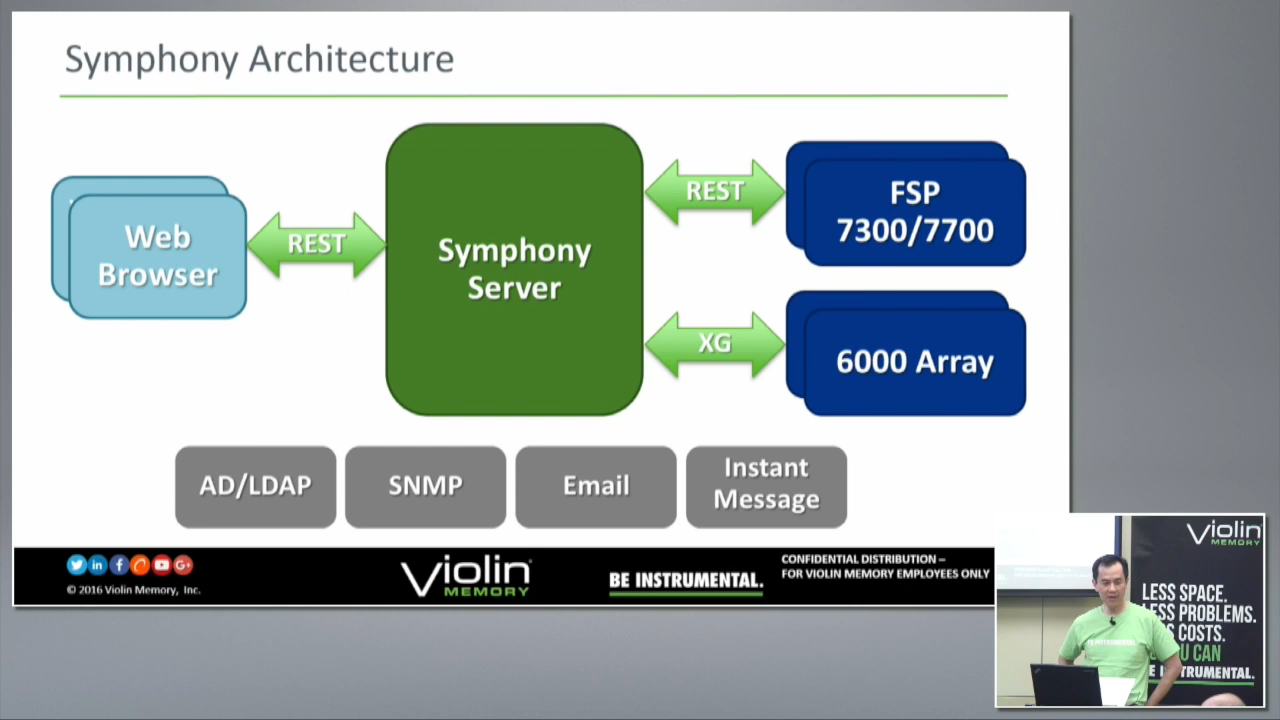 Symphony Architecture
Web
Browser
REST
Symphony
Server
REST
FSP
7300/7700
XG
6000 Array
AD/LDAP
SNMP
Email
Instant
Message
© 2016 Violin Memory, Inc.
Violin
MEMORY
BE INSTRUMENTAL.
CONFIDENTIAL DISTRIBUTION –
FOR VIOLIN MEMORY EMPLOYEES ONLY
Violin
MEMORY
LESS SPACE.
LESS PROBLEMS.
COSTS.
YOU CAN
BE INSTRUMENTAL.